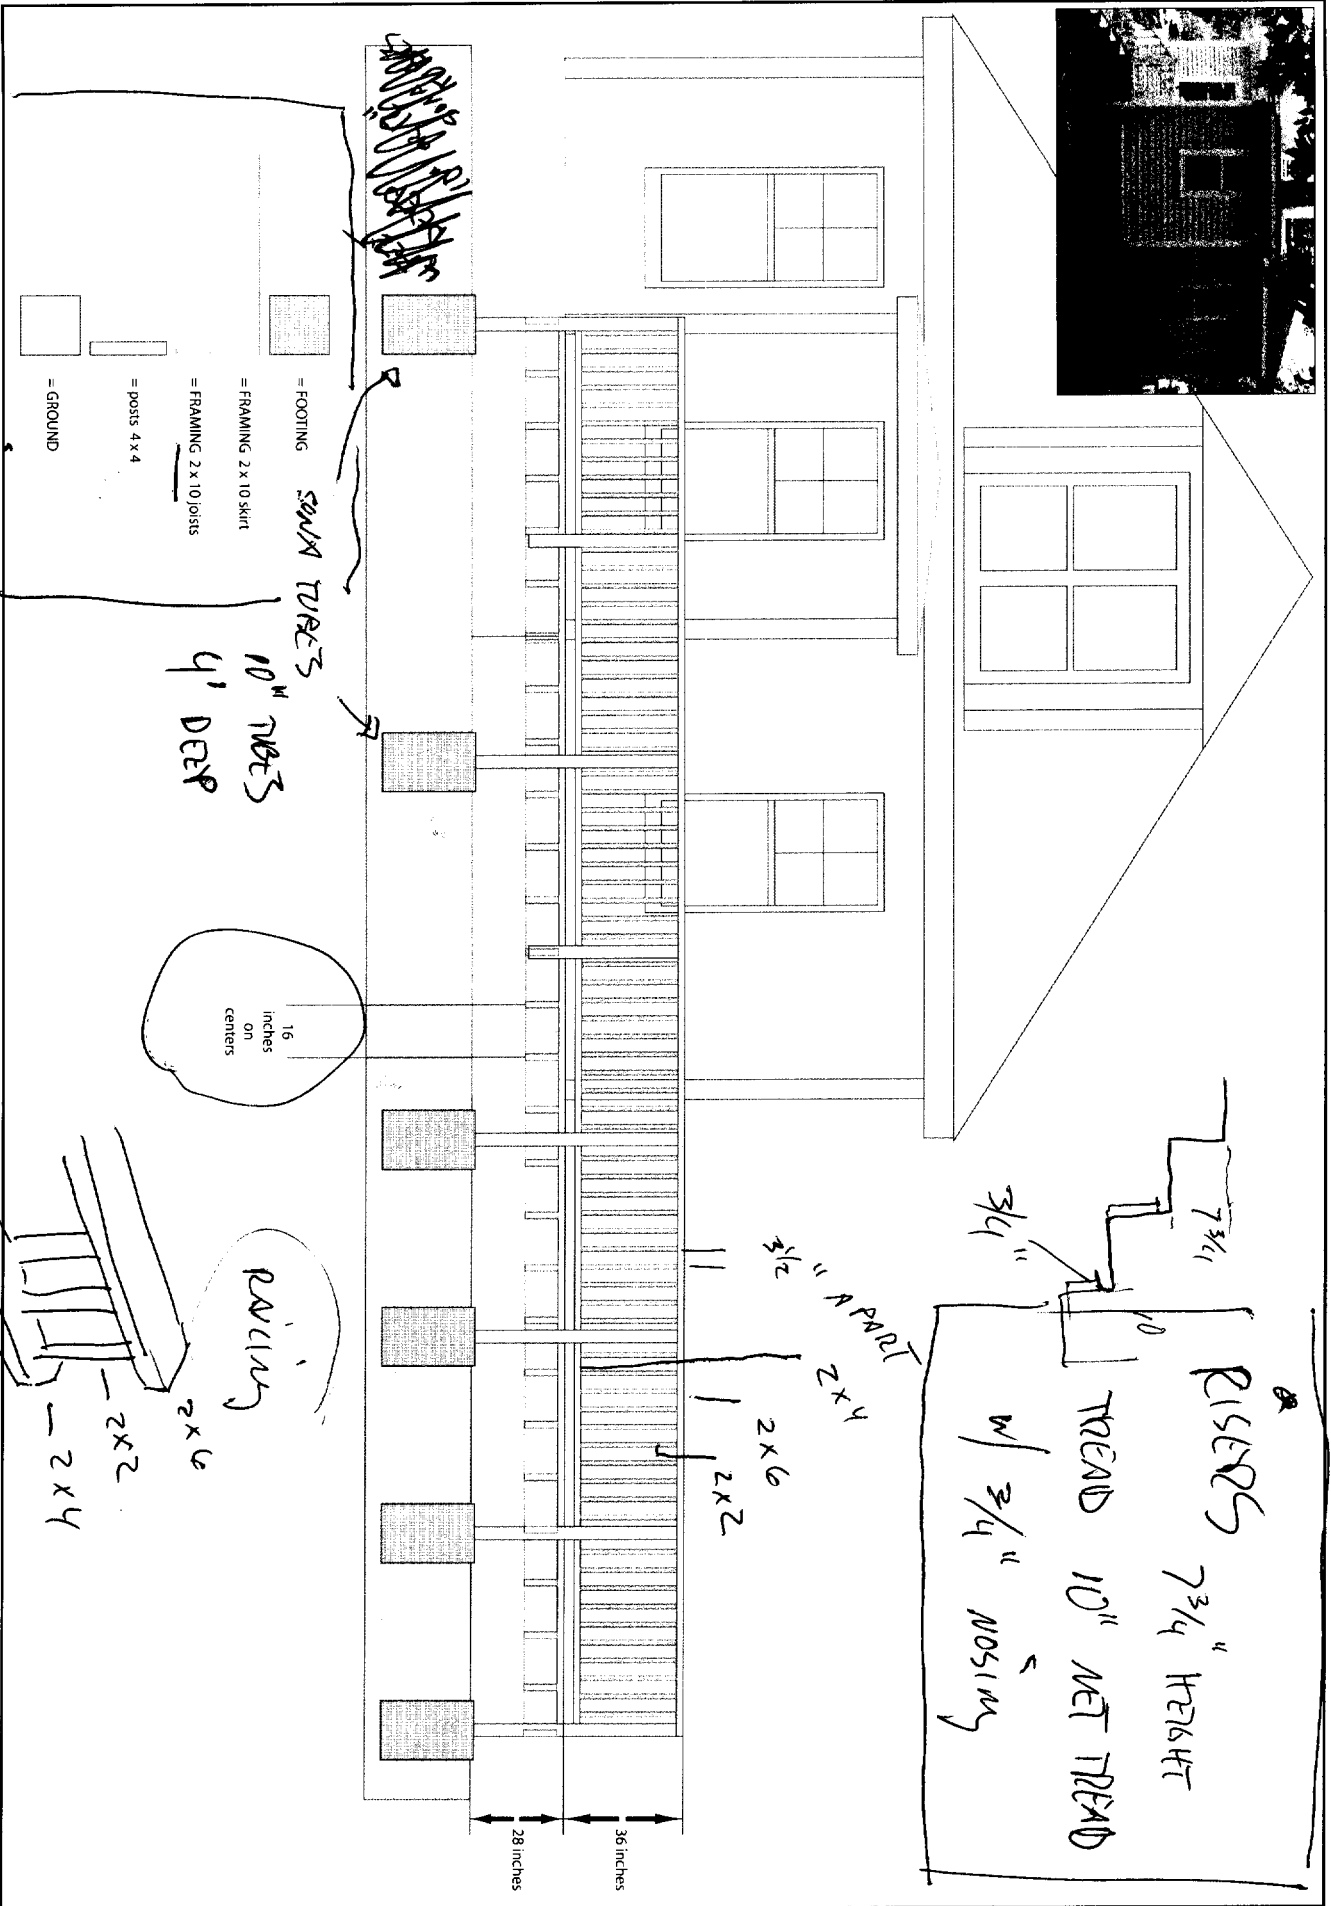 7 3/4
3/4"
10
RISERS 7 3/4" HEIGHT
TREAD 10" NET TREAD
W/ 3/4" NOSING
3 1/2" APART
2x4
2x6
2x2
36 inches
28 inches
SONA TUBES
10" TUBES
4' DEEP
= FOOTING
= FRAMING 2 x 10 skirt
= FRAMING 2 x 10 joists
= posts 4 x 4
= GROUND
16
inches
on
centers
RAILING
2x6
2x2
2x4